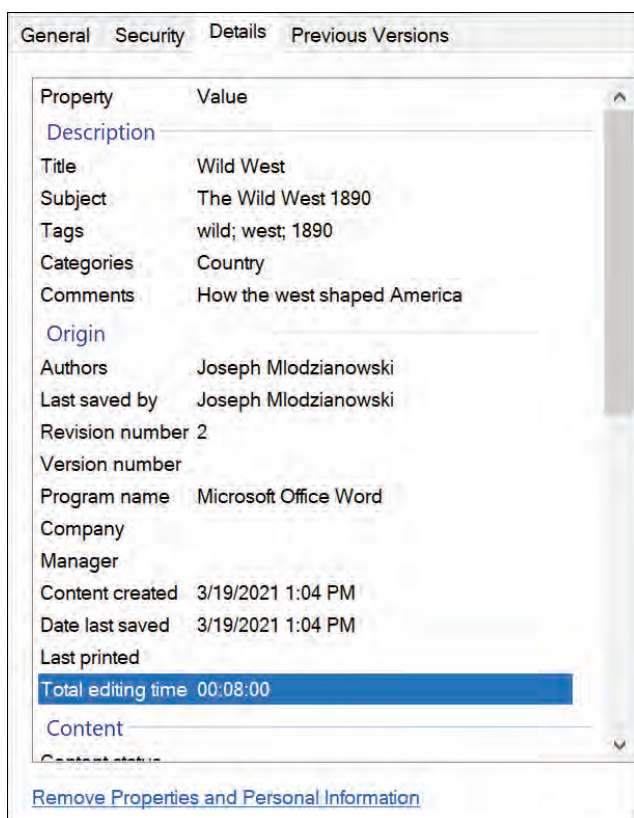 General Security Details Previous Versions
Property Value
Description
Title Wild West
Subject The Wild West 1890
Tags wild; west; 1890
Categories Country
Comments How the west shaped America
Origin
Authors Joseph Mlodzianowski
Last saved by Joseph Mlodzianowski
Revision number 2
Version number
Program name Microsoft Office Word
Company
Manager
Content created 3/19/2021 1:04 PM
Date last saved 3/19/2021 1:04 PM
Last printed
Total editing time 00:08:00
Content
Content status
Remove Properties and Personal Information